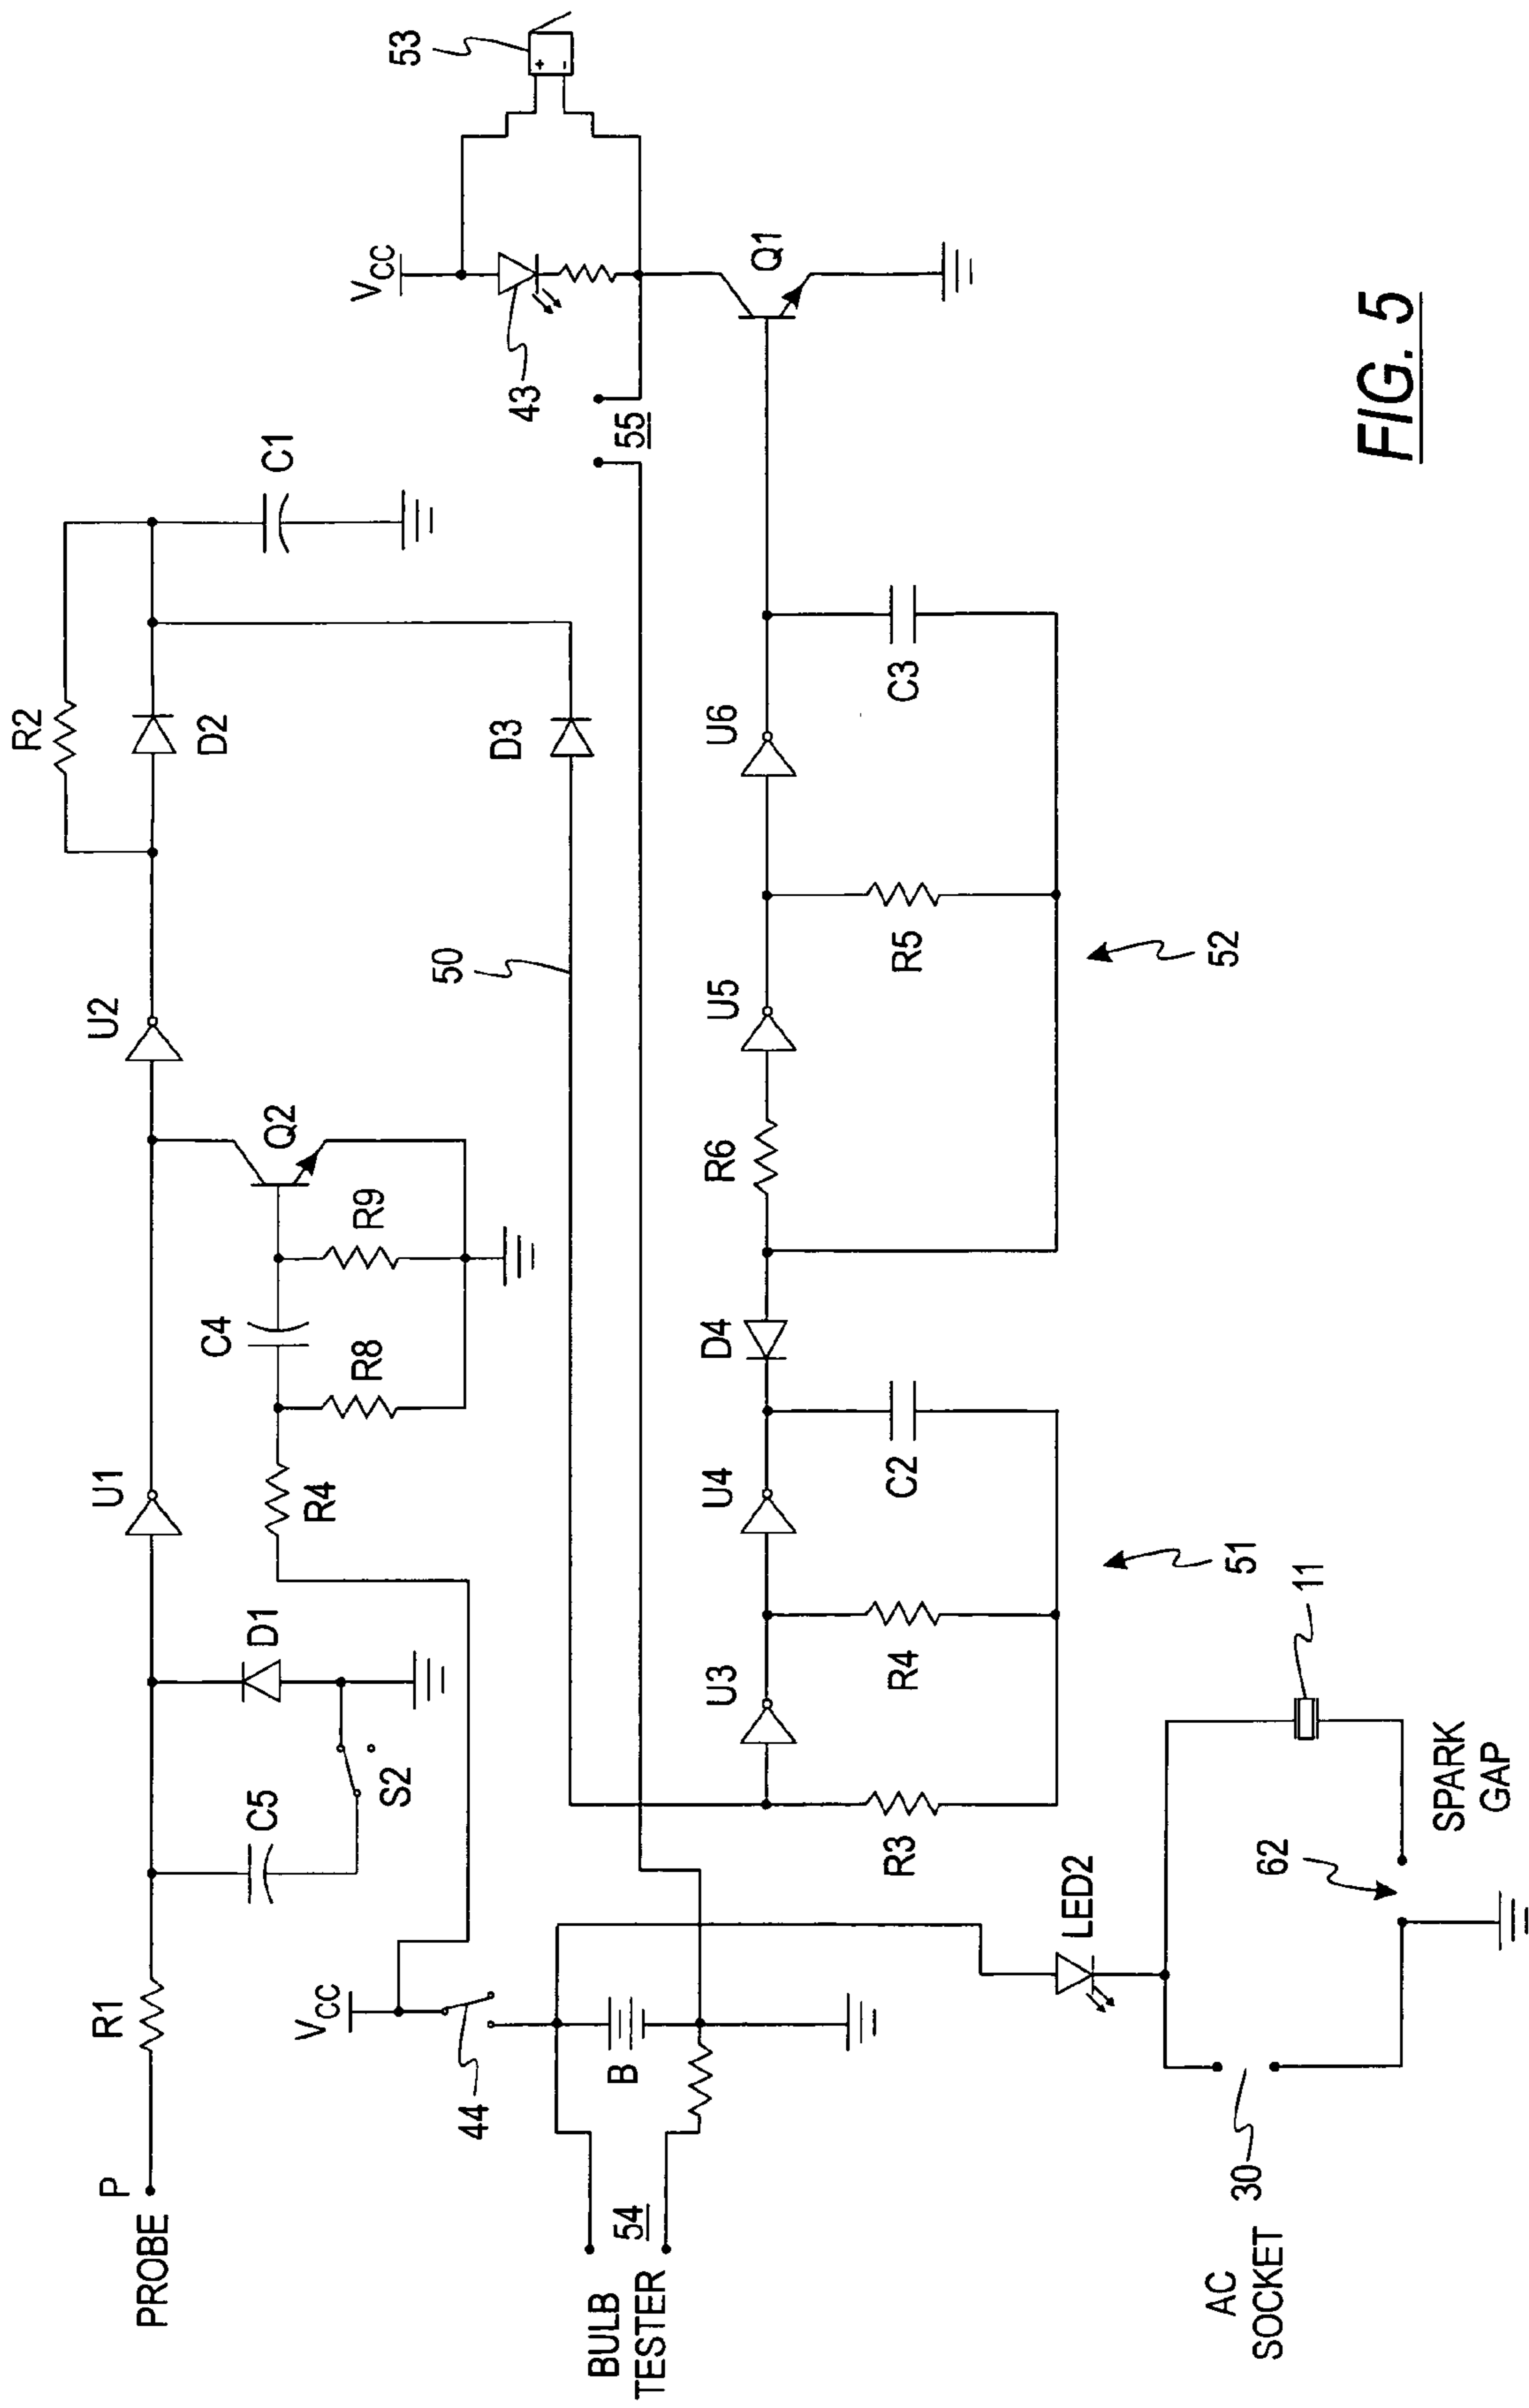 R2
C1
V_CC
53
PROBE
P
R1
U1
U2
D2
C5
D1
S2
R4
C4
R8
R9
Q2
50
D3
43
55
V_CC
44
B
BULB
TESTER
54
U3
U4
D4
R6
U5
U6
Q1
R3
R4
C2
R5
C3
51
52
LED2
AC
SOCKET
30
62
11
SPARK
GAP
FIG. 5
+
-